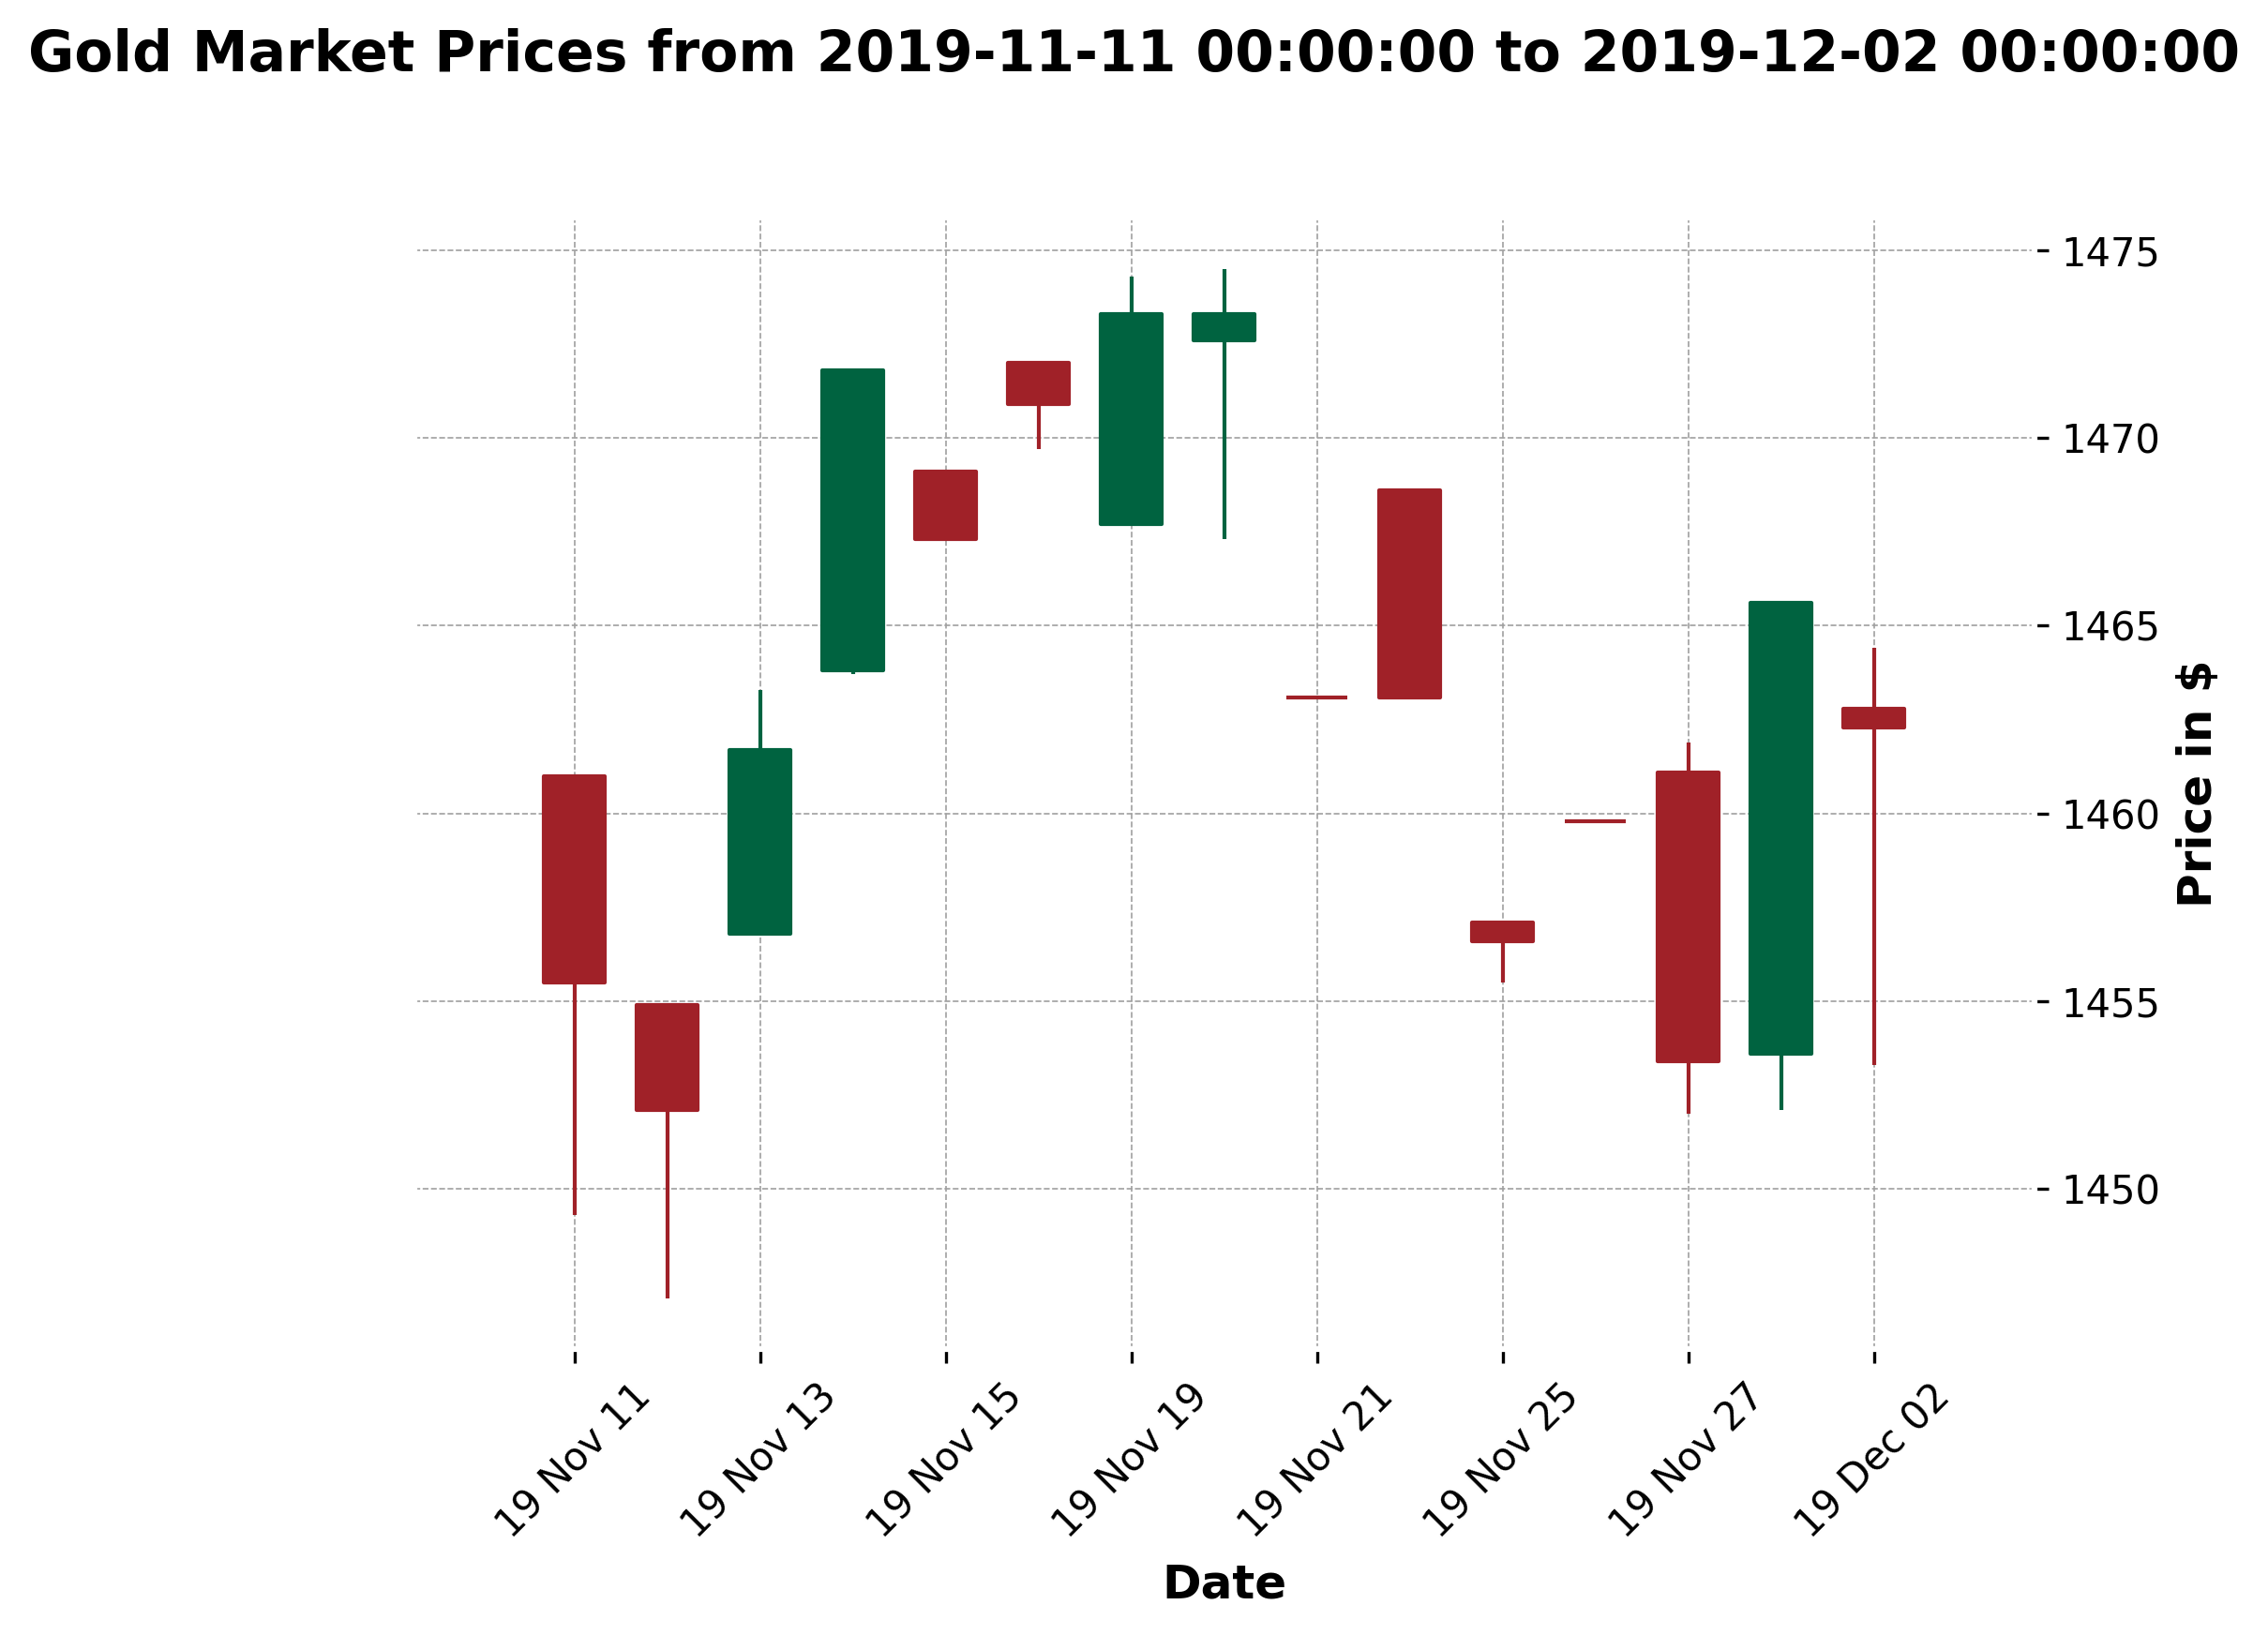 Gold Market Prices from 2019-11-11 00:00:00 to 2019-12-02 00:00:00
1475
1470
1465
1460
1455
1450
Price in $
19 Nov 11
19 Nov 13
19 Nov 15
19 Nov 19
19 Nov 21
19 Nov 25
19 Nov 27
19 Dec 02
Date